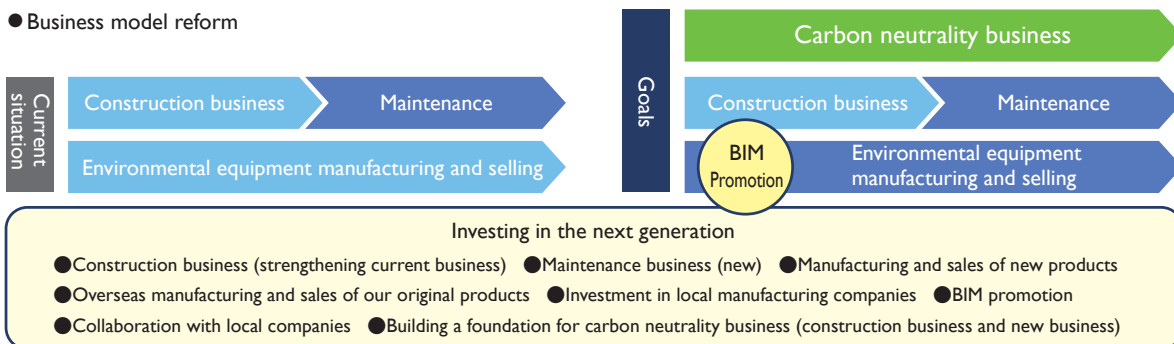 ●Business model reform
Current
situation
Construction business
Maintenance
Environmental equipment manufacturing and selling
Goals
Carbon neutrality business
Construction business
Maintenance
BIM
Promotion
Environmental equipment
manufacturing and selling
Investing in the next generation
●Construction business (strengthening current business) ●Maintenance business (new) ●Manufacturing and sales of new products
●Overseas manufacturing and sales of our original products ●Investment in local manufacturing companies ●BIM promotion
●Collaboration with local companies ●Building a foundation for carbon neutrality business (construction business and new business)